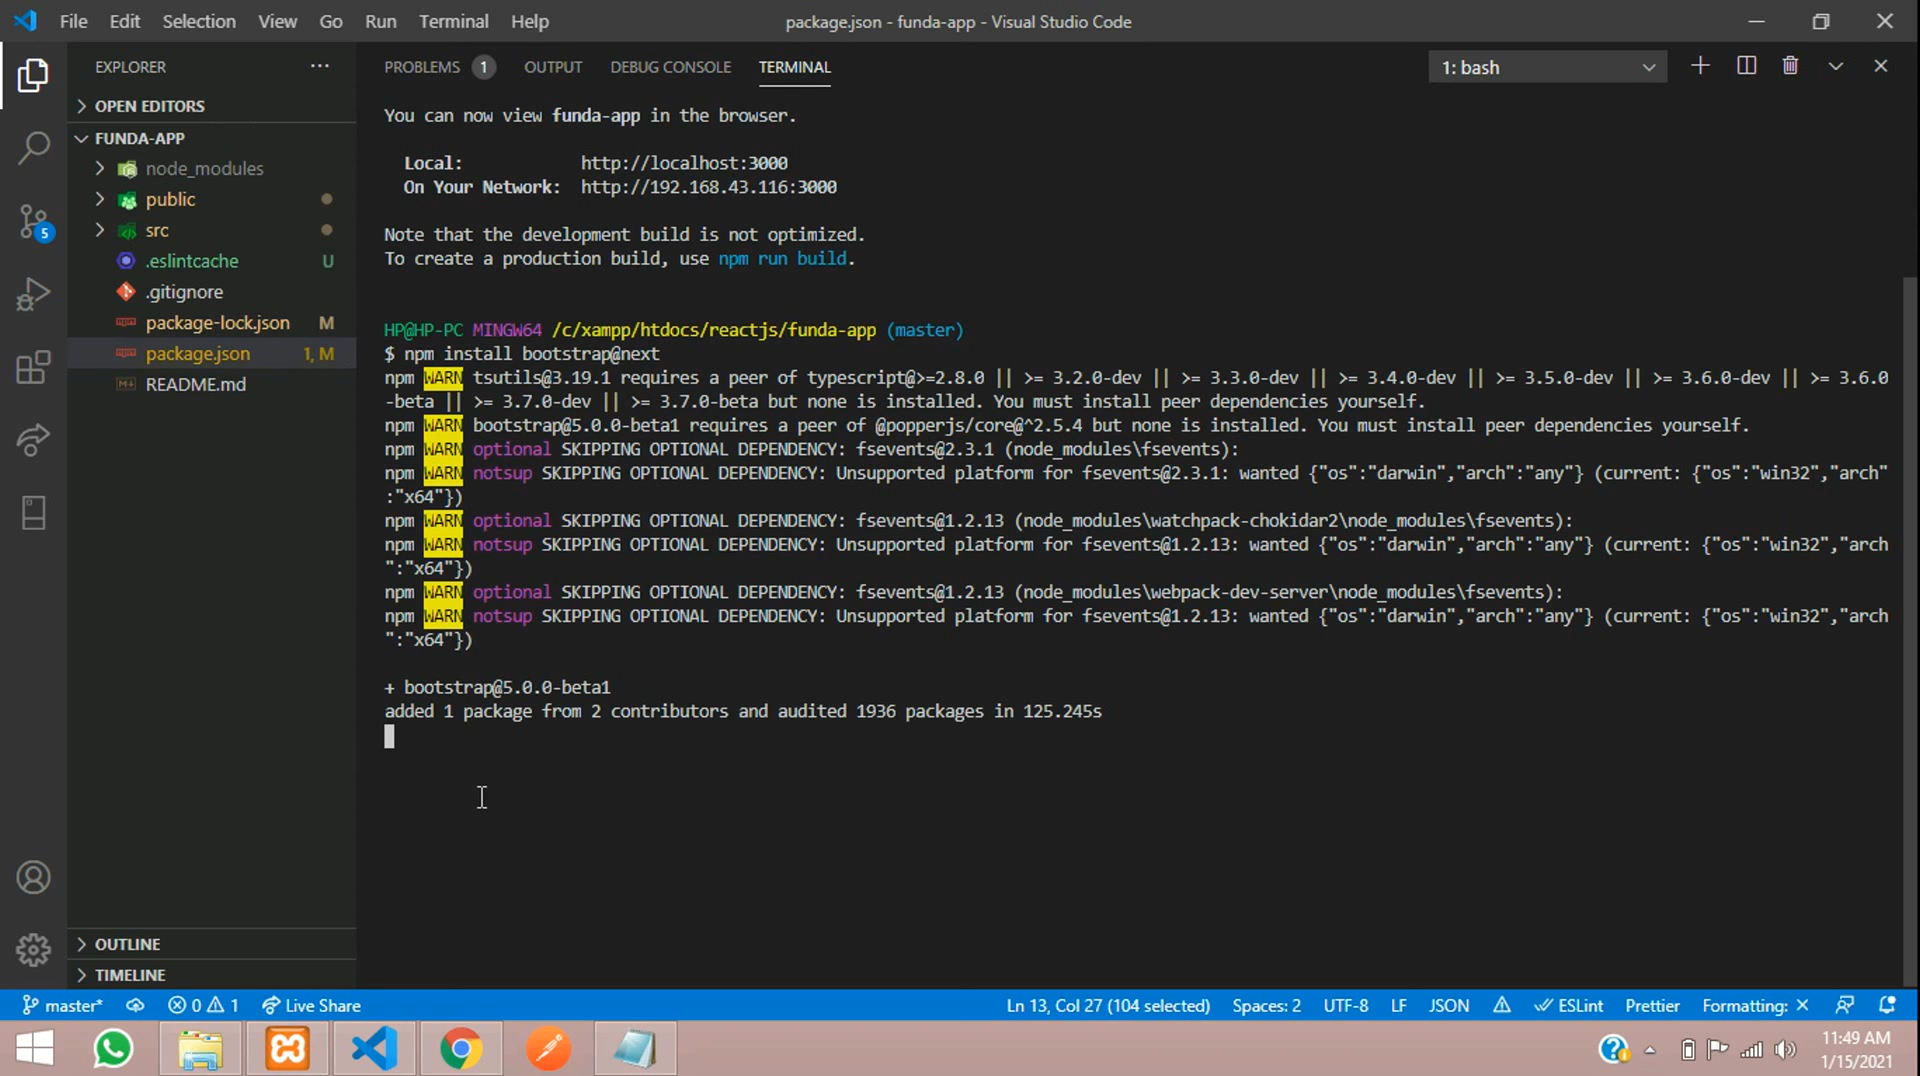 File Edit Selection View Go Run Terminal Help
package.json - funda-app - Visual Studio Code
EXPLORER
OPEN EDITORS
FUNDA-APP
node_modules
public
src
.eslintcache U
.gitignore
package-lock.json M
package.json 1, M
README.md
OUTLINE
TIMELINE
5
PROBLEMS 1 OUTPUT DEBUG CONSOLE TERMINAL
1: bash
You can now view funda-app in the browser.
Local: http://localhost:3000
On Your Network: http://192.168.43.116:3000
Note that the development build is not optimized.
To create a production build, use npm run build.
HP@HP-PC MINGW64 /c/xampp/htdocs/reactjs/funda-app (master)
$ npm install bootstrap@next
npm WARN tsutils@3.19.1 requires a peer of typescript@>=2.8.0 || >= 3.2.0-dev || >= 3.3.0-dev || >= 3.4.0-dev || >= 3.5.0-dev || >= 3.6.0-dev || >= 3.6.0
-beta || >= 3.7.0-dev || >= 3.7.0-beta but none is installed. You must install peer dependencies yourself.
npm WARN bootstrap@5.0.0-beta1 requires a peer of @popperjs/core@^2.5.4 but none is installed. You must install peer dependencies yourself.
npm WARN optional SKIPPING OPTIONAL DEPENDENCY: fsevents@2.3.1 (node_modules\fsevents):
npm WARN notsup SKIPPING OPTIONAL DEPENDENCY: Unsupported platform for fsevents@2.3.1: wanted {"os":"darwin","arch":"any"} (current: {"os":"win32","arch"
:"x64"})
npm WARN optional SKIPPING OPTIONAL DEPENDENCY: fsevents@1.2.13 (node_modules\watchpack-chokidar2\node_modules\fsevents):
npm WARN notsup SKIPPING OPTIONAL DEPENDENCY: Unsupported platform for fsevents@1.2.13: wanted {"os":"darwin","arch":"any"} (current: {"os":"win32","arch
":"x64"})
npm WARN optional SKIPPING OPTIONAL DEPENDENCY: fsevents@1.2.13 (node_modules\webpack-dev-server\node_modules\fsevents):
npm WARN notsup SKIPPING OPTIONAL DEPENDENCY: Unsupported platform for fsevents@1.2.13: wanted {"os":"darwin","arch":"any"} (current: {"os":"win32","arch
":"x64"})
+ bootstrap@5.0.0-beta1
added 1 package from 2 contributors and audited 1936 packages in 125.245s
master* 0 1 Live Share
Ln 13, Col 27 (104 selected) Spaces: 2 UTF-8 LF JSON ESLint Prettier Formatting: ×
11:49 AM
1/15/2021